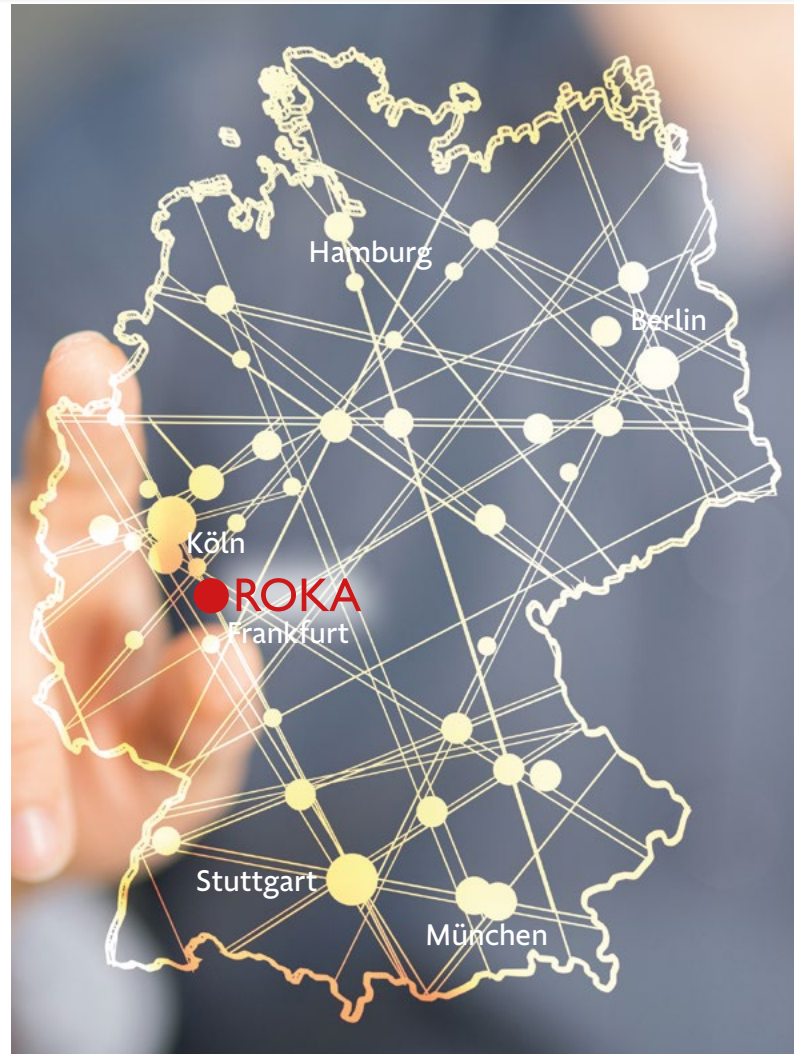 Hamburg
Berlin
Köln
ROKA
Frankfurt
Stuttgart
München